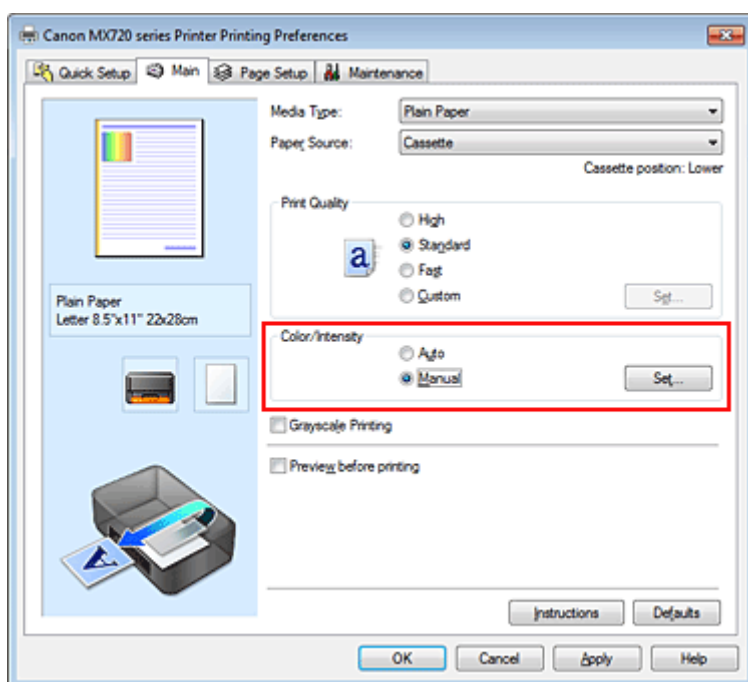 Canon MX720 series Printer Printing Preferences
Quick Setup Main Page Setup Maintenance
Media Type: Plain Paper
Paper Source: Cassette
Cassette position: Lower
Print Quality
High
a Standard
Fast
Custom Set...
Plain Paper
Letter 8.5"x11" 22x28cm
Color/Intensity
Auto
Manual Set...
Grayscale Printing
Preview before printing
A
Instructions Defaults
OK Cancel Apply Help